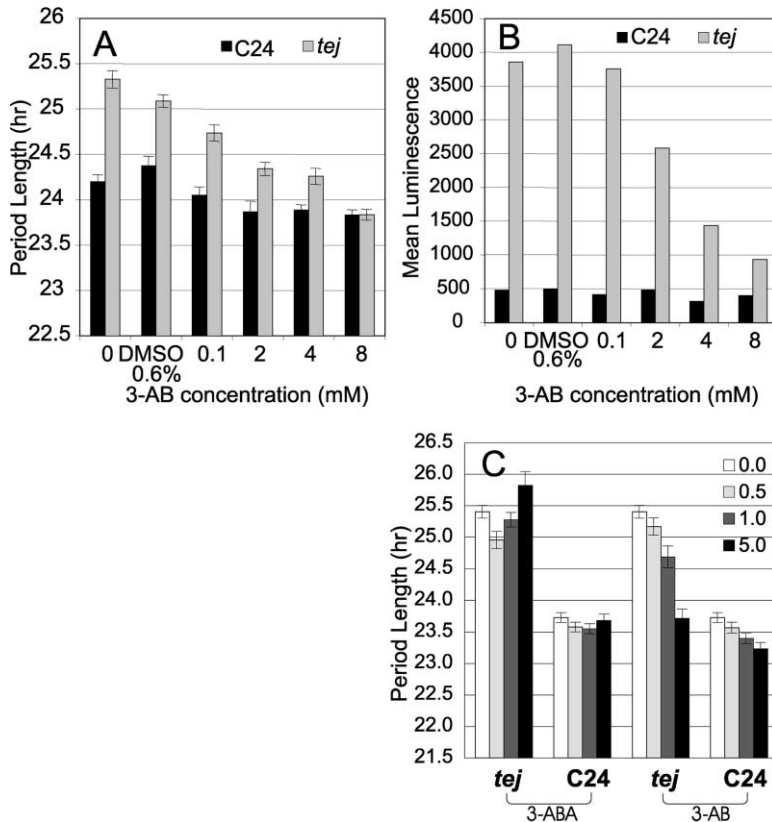 A
C24 tej
Period Length (hr)
26
25.5
25
24.5
24
23.5
23
22.5
0 DMSO 0.1 2 4 8
0.6%
3-AB concentration (mM)
B
C24 tej
Mean Luminescence
4500
4000
3500
3000
2500
2000
1500
1000
500
0
0 DMSO 0.1 2 4 8
0.6%
3-AB concentration (mM)
C
0.0
0.5
1.0
5.0
Period Length (hr)
26.5
26.0
25.5
25.0
24.5
24.0
23.5
23.0
22.5
22.0
21.5
tej C24 tej C24
3-ABA 3-AB